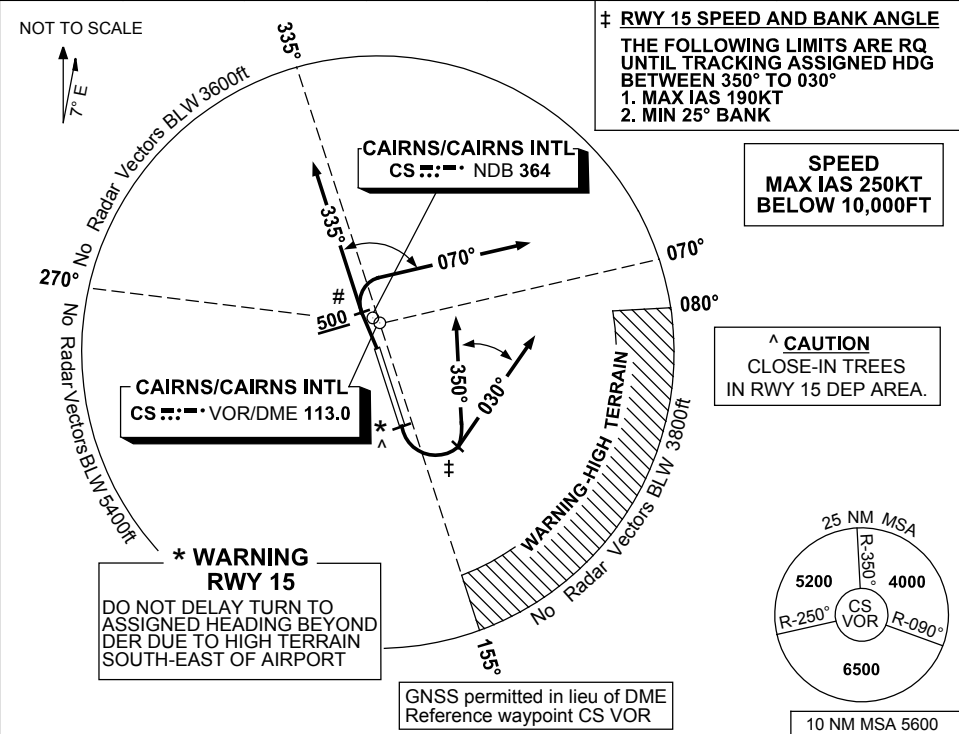 NOT TO SCALE
7° E
‡ RWY 15 SPEED AND BANK ANGLE
THE FOLLOWING LIMITS ARE RQ
UNTIL TRACKING ASSIGNED HDG
BETWEEN 350° TO 030°
1. MAX IAS 190KT
2. MIN 25° BANK
SPEED
MAX IAS 250KT
BELOW 10,000FT
335°
No Radar Vectors BLW 3600ft
CAIRNS/CAIRNS INTL
CS NDB 364
335°
070°
070°
270°
#
500
080°
No Radar Vectors BLW 5400ft
^ CAUTION
CLOSE-IN TREES
IN RWY 15 DEP AREA.
CAIRNS/CAIRNS INTL
CS VOR/DME 113.0
350°
030°
*
^
‡
WARNING-HIGH TERRAIN
No Radar Vectors BLW 3800ft
* WARNING
RWY 15
DO NOT DELAY TURN TO
ASSIGNED HEADING BEYOND
DER DUE TO HIGH TERRAIN
SOUTH-EAST OF AIRPORT
155°
GNSS permitted in lieu of DME
Reference waypoint CS VOR
25 NM MSA
R-350°
5200
4000
R-250°
CS
VOR
R-090°
6500
10 NM MSA 5600